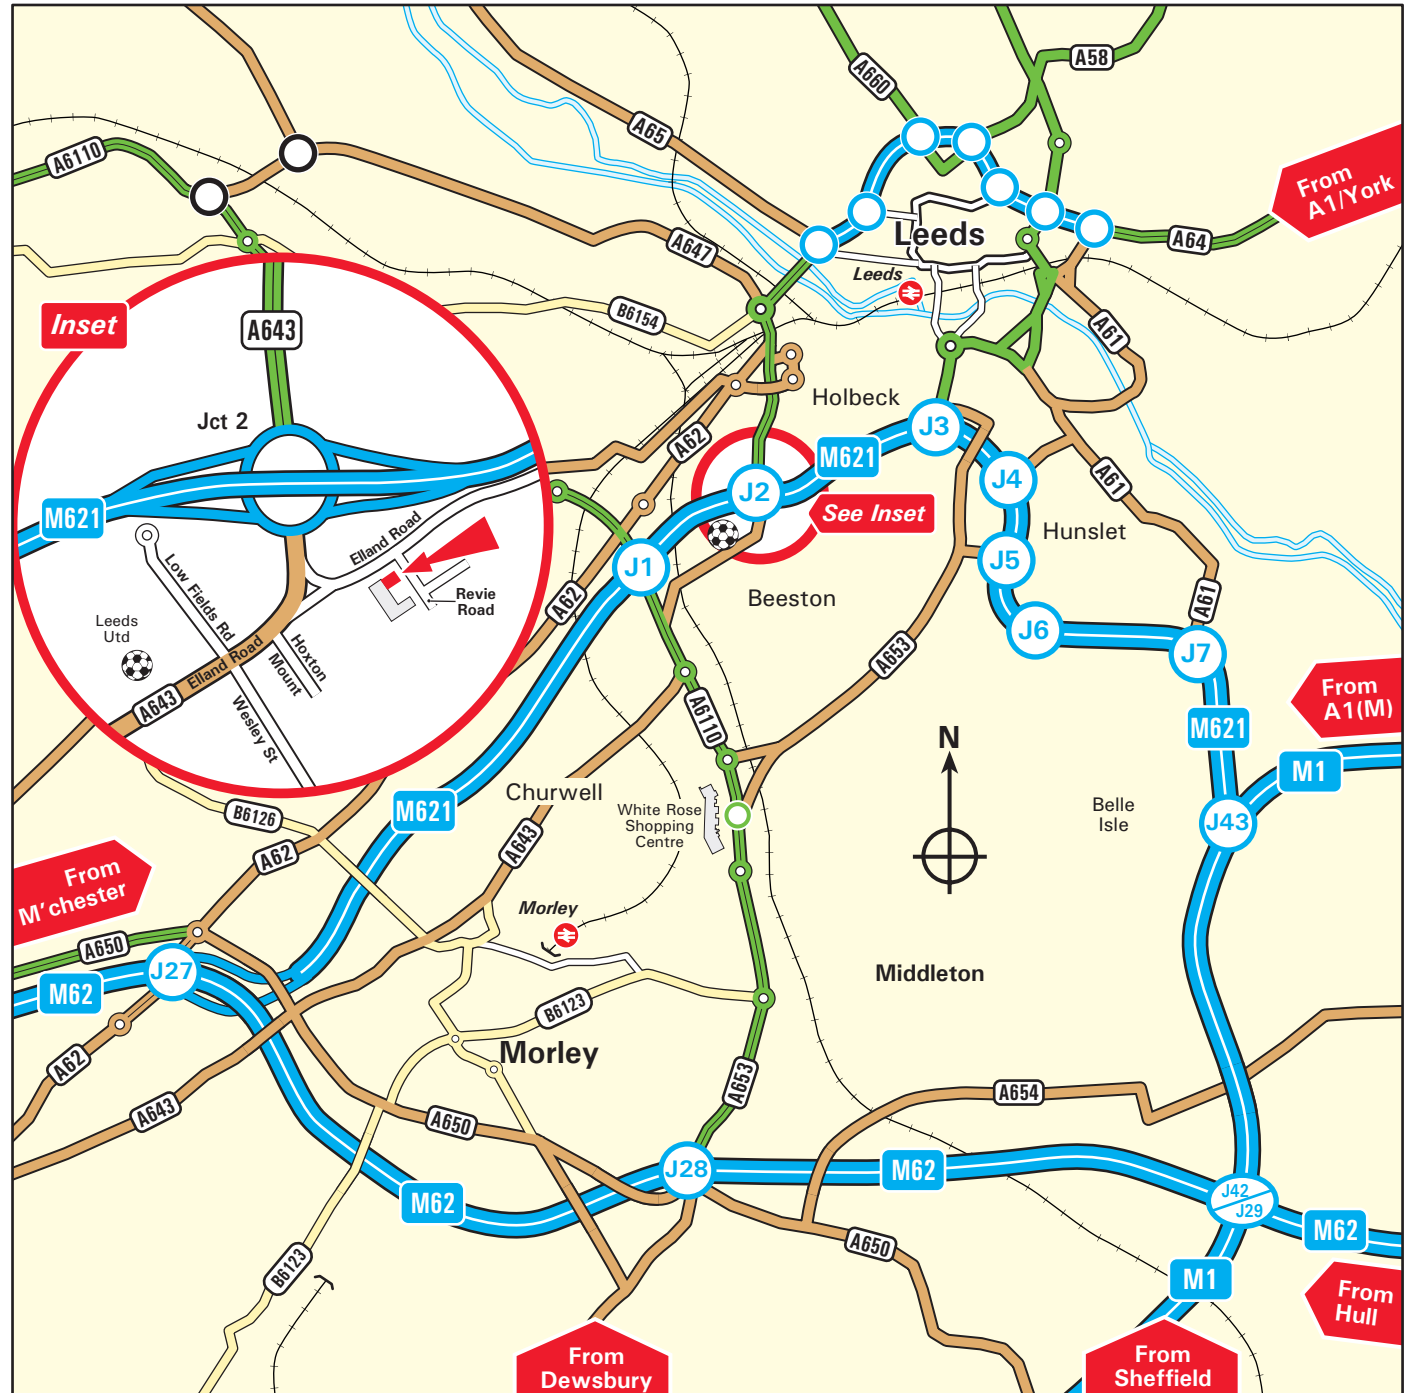 A58
A660
A65
A6110
From
A1/York
A64
Leeds
A647
Leeds
B6154
Inset
A643
A61
Jct 2
Holbeck
A62
J3
M621
J2
J4
A61
M621
See Inset
Elland Road
Hunslet
J5
J1
Low Fields Rd
Revie
Road
A62
Beeston
A61
Leeds
Utd
J6
Hoxton
Mount
Elland Road
A653
J7
A643
Wesley St
A6110
From
A1(M)
M621
N
M1
Churwell
M621
White Rose
Shopping
Centre
Belle
Isle
B6126
J43
A62
A643
From
M'chester
Morley
A650
J27
Middleton
M62
B6123
Morley
A62
A653
A654
A643
A650
J28
M62
M62
J42
J29
M62
A650
B6123
M1
From
Hull
From
Dewsbury
From
Sheffield